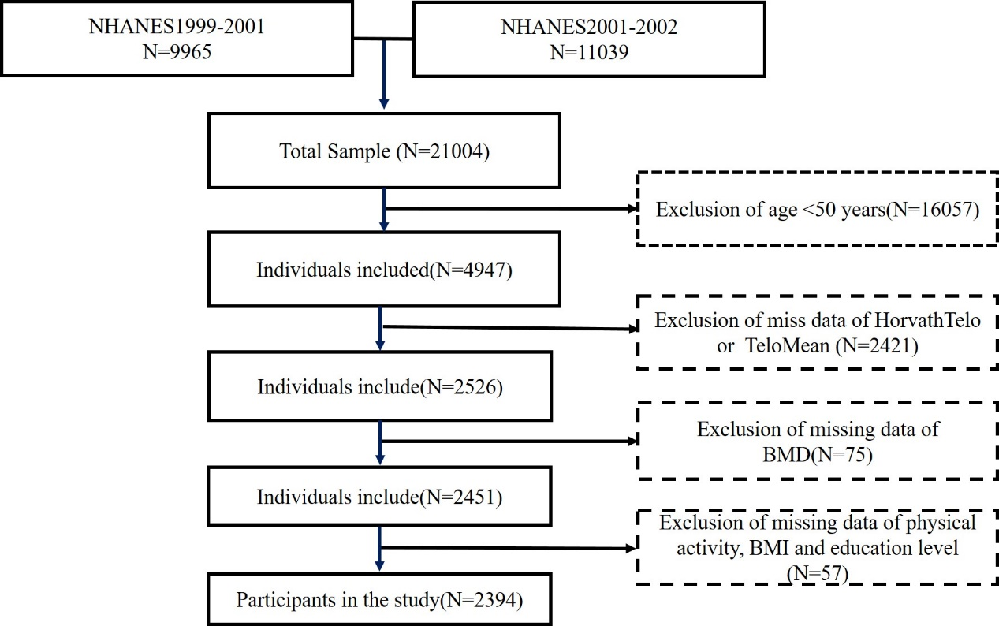 NHANES1999-2001
N=9965
NHANES2001-2002
N=11039
Total Sample (N=21004)
Exclusion of age <50 years(N=16057)
Individuals included(N=4947)
Exclusion of miss data of HorvathTelo
or TeloMean (N=2421)
Individuals include(N=2526)
Exclusion of missing data of
BMD(N=75)
Individuals include(N=2451)
Exclusion of missing data of physical
activity, BMI and education level
(N=57)
Participants in the study(N=2394)